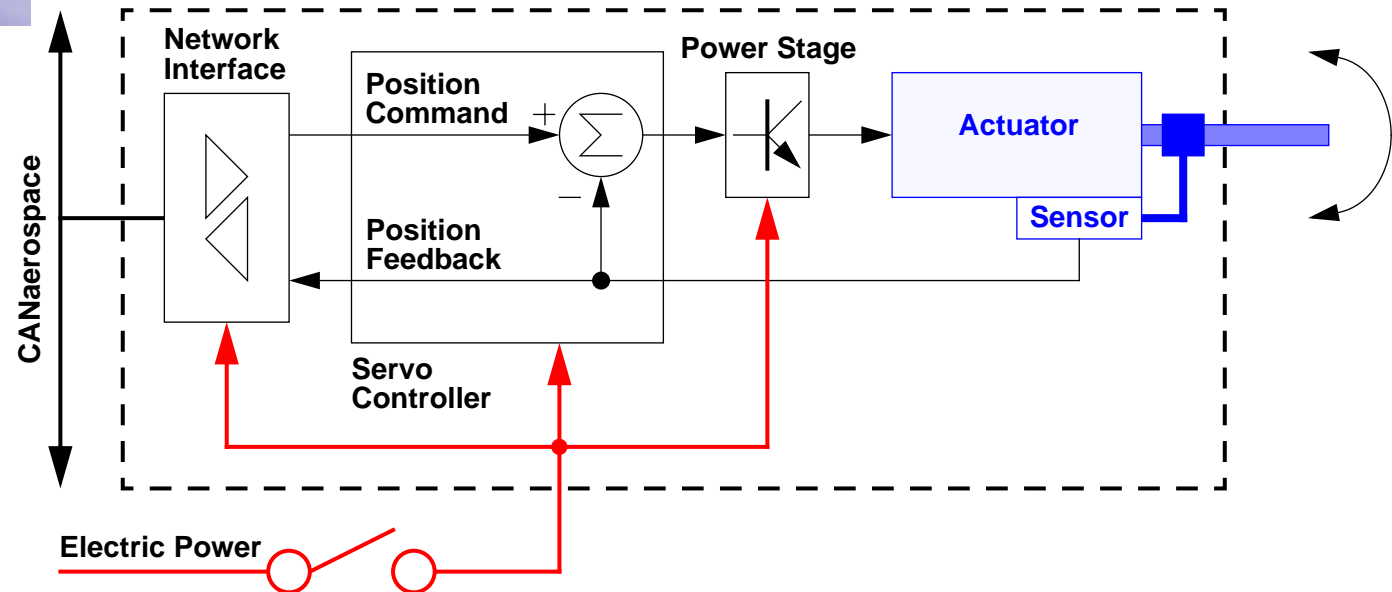 Network
Interface
Power Stage
Position
Command
+
Σ
Actuator
−
Sensor
Position
Feedback
CANaerospace
Servo
Controller
Electric Power